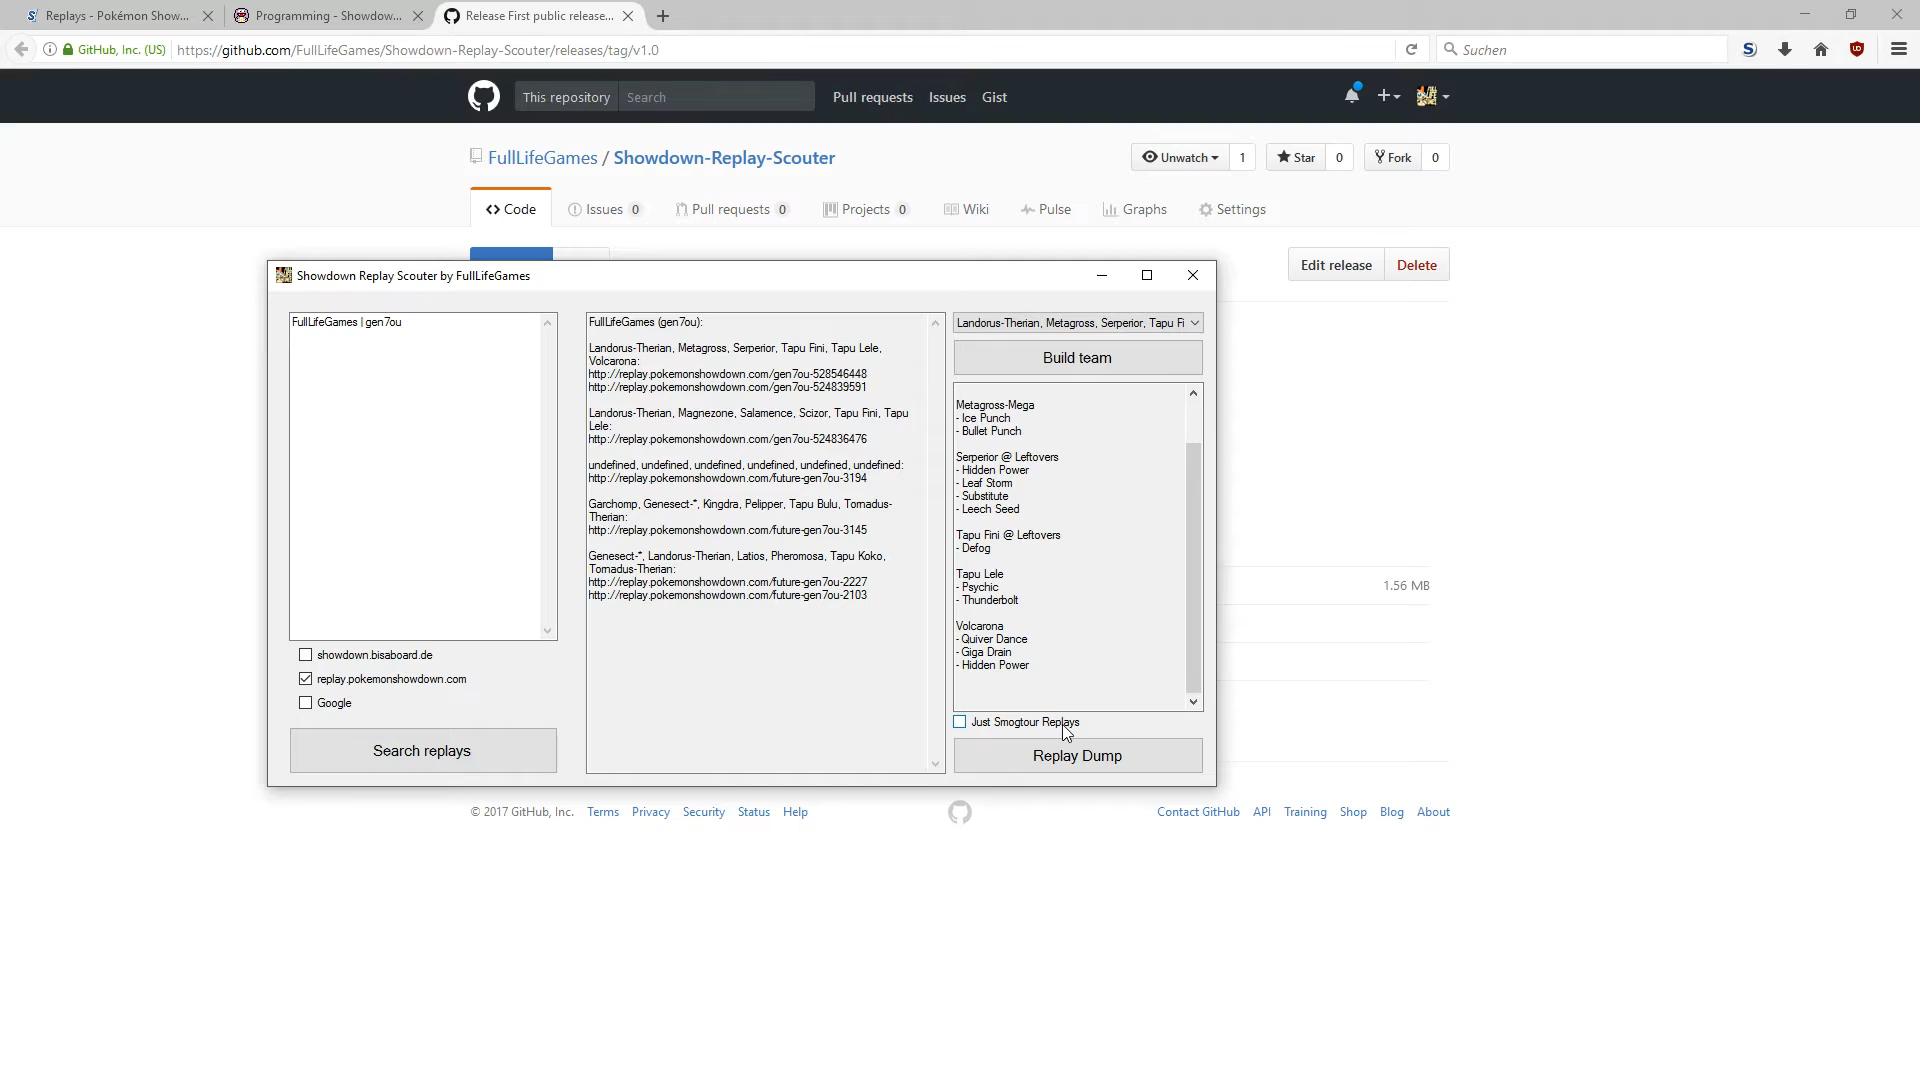 Replays - Pokémon Show...
Programming - Showdow...
Release First public release...
GitHub, Inc. (US)
https://github.com/FullLifeGames/Showdown-Replay-Scouter/releases/tag/v1.0
Suchen
This repository
Search
Pull requests
Issues
Gist
FullLifeGames / Showdown-Replay-Scouter
Unwatch
1
Star
0
Fork
0
Code
Issues 0
Pull requests 0
Projects 0
Wiki
Pulse
Graphs
Settings
Edit release
Delete
Showdown Replay Scouter by FullLifeGames
FullLifeGames | gen7ou
showdown.bisaboard.de
replay.pokemonshowdown.com
Google
Search replays
FullLifeGames (gen7ou):
Landorus-Therian, Metagross, Serperior, Tapu Fini, Tapu Lele,
Volcarona:
http://replay.pokemonshowdown.com/gen7ou-528546448
http://replay.pokemonshowdown.com/gen7ou-524839591
Landorus-Therian, Magnezone, Salamence, Scizor, Tapu Fini, Tapu
Lele:
http://replay.pokemonshowdown.com/gen7ou-524836476
undefined, undefined, undefined, undefined, undefined, undefined:
http://replay.pokemonshowdown.com/future-gen7ou-3194
Garchomp, Genesect-*, Kingdra, Pelipper, Tapu Bulu, Tornadus-
Therian:
http://replay.pokemonshowdown.com/future-gen7ou-3145
Genesect-*, Landorus-Therian, Latios, Pheromosa, Tapu Koko,
Tornadus-Therian:
http://replay.pokemonshowdown.com/future-gen7ou-2227
http://replay.pokemonshowdown.com/future-gen7ou-2103
Landorus-Therian, Metagross, Serperior, Tapu Fi
Build team
Metagross-Mega
- Ice Punch
- Bullet Punch
Serperior @ Leftovers
- Hidden Power
- Leaf Storm
- Substitute
- Leech Seed
Tapu Fini @ Leftovers
- Defog
Tapu Lele
- Psychic
- Thunderbolt
Volcarona
- Quiver Dance
- Giga Drain
- Hidden Power
Just Smogtour Replays
Replay Dump
1.56 MB
© 2017 GitHub, Inc.
Terms
Privacy
Security
Status
Help
Contact GitHub
API
Training
Shop
Blog
About